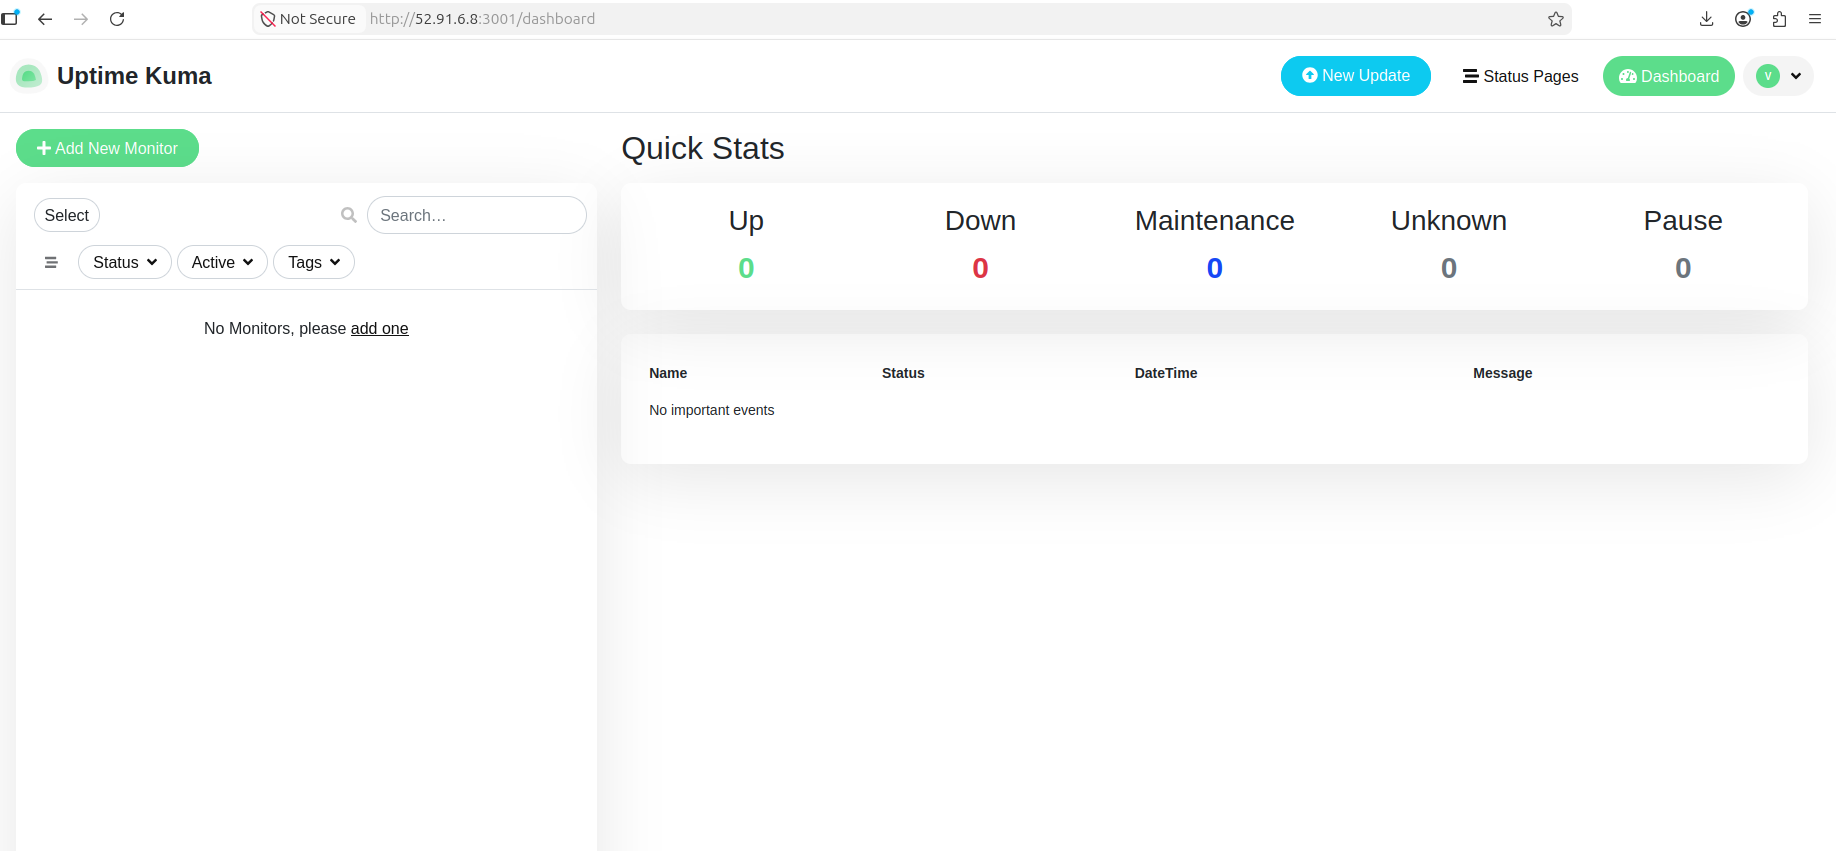 Not Secure http://52.91.6.8:3001/dashboard
Uptime Kuma
New Update
Status Pages
Dashboard
V
Add New Monitor
Select
Search…
Status
Active
Tags
No Monitors, please add one
Quick Stats
Up
Down
Maintenance
Unknown
Pause
0
0
0
0
0
Name Status DateTime Message
No important events